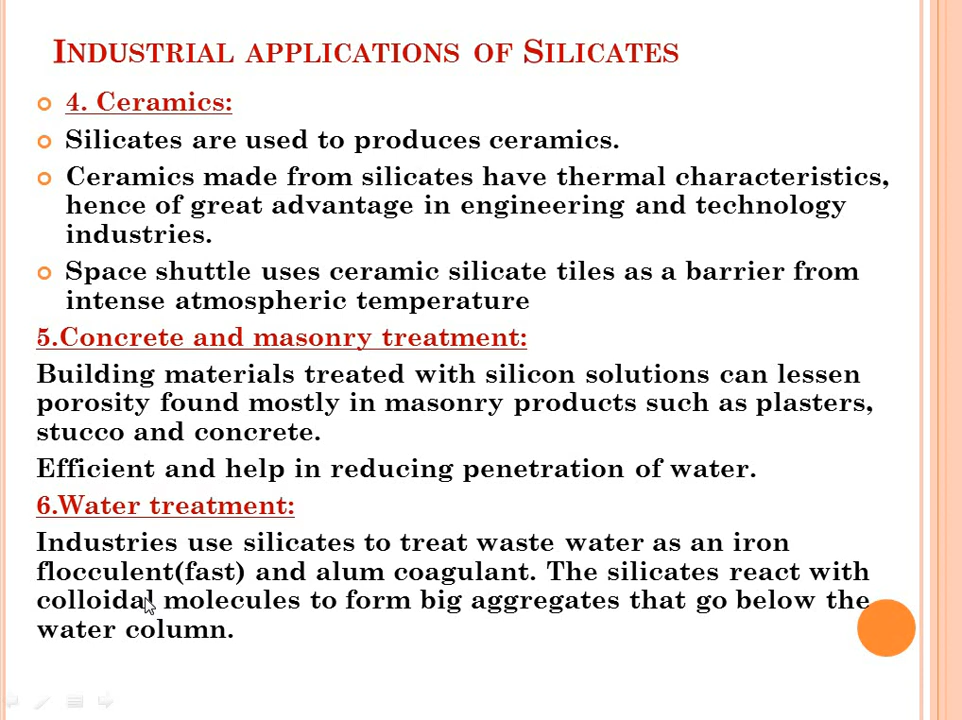 Industrial applications of Silicates
4. Ceramics:
Silicates are used to produces ceramics.
Ceramics made from silicates have thermal characteristics,
hence of great advantage in engineering and technology
industries.
Space shuttle uses ceramic silicate tiles as a barrier from
intense atmospheric temperature
5.Concrete and masonry treatment:
Building materials treated with silicon solutions can lessen
porosity found mostly in masonry products such as plasters,
stucco and concrete.
Efficient and help in reducing penetration of water.
6.Water treatment:
Industries use silicates to treat waste water as an iron
flocculent(fast) and alum coagulant. The silicates react with
colloidal molecules to form big aggregates that go below the
water column.